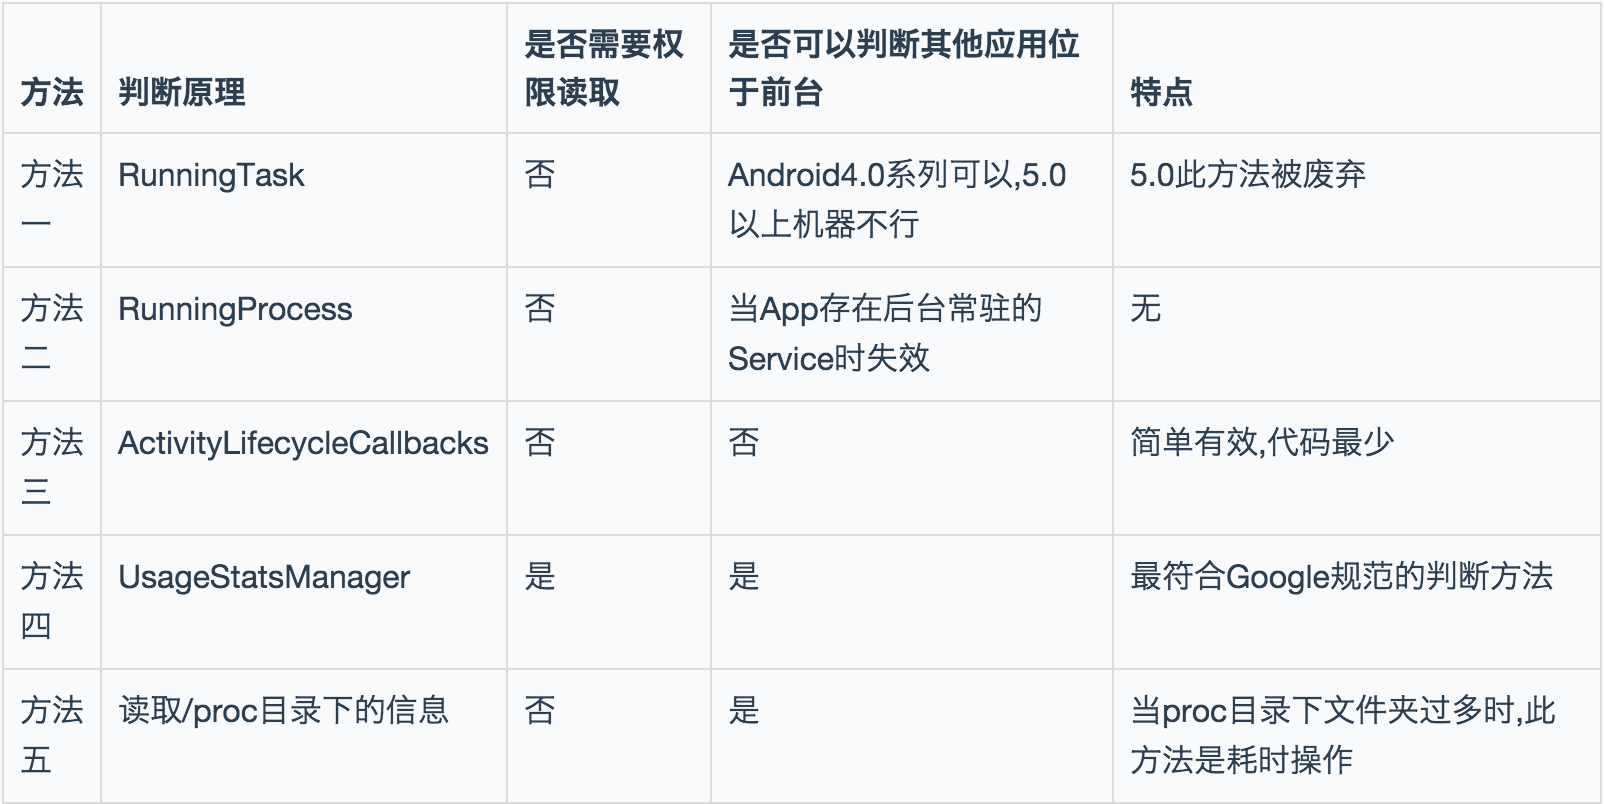 方法
判断原理
是否需要权
限读取
是否可以判断其他应用位
于前台
特点
方法
一
RunningTask
否
Android4.0系列可以,5.0
以上机器不行
5.0此方法被废弃
方法
二
RunningProcess
否
当App存在后台常驻的
Service时失效
无
方法
三
ActivityLifecycleCallbacks
否
否
简单有效,代码最少
方法
四
UsageStatsManager
是
是
最符合Google规范的判断方法
方法
五
读取/proc目录下的信息
否
是
当proc目录下文件夹过多时,此
方法是耗时操作